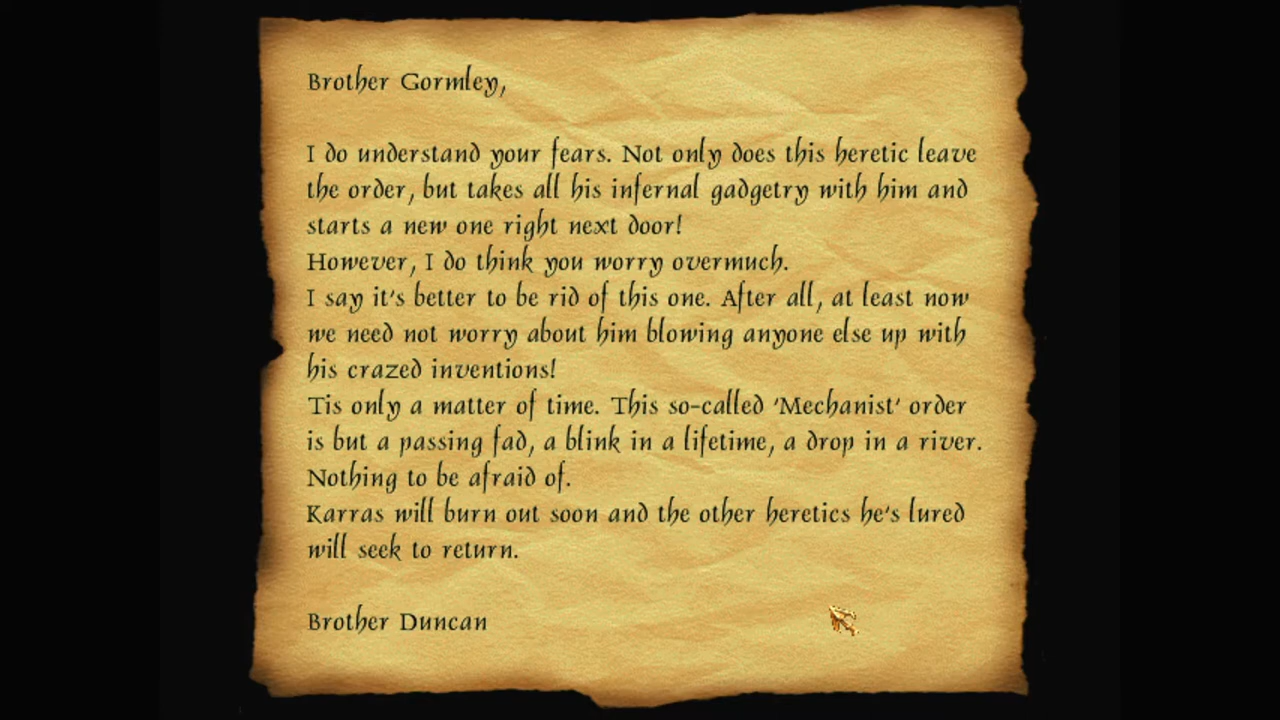 Brother Gormley,
I do understand your fears. Not only does this heretic leave
the order, but takes all his infernal gadgetry with him and
starts a new one right next door!
However, I do think you worry overmuch.
I say it's better to be rid of this one. After all, at least now
we need not worry about him blowing anyone else up with
his crazed inventions!
Tis only a matter of time. This so-called 'Mechanist' order
is but a passing fad, a blink in a lifetime, a drop in a river.
Nothing to be afraid of.
Karras will burn out soon and the other heretics he's lured
will seek to return.
Brother Duncan